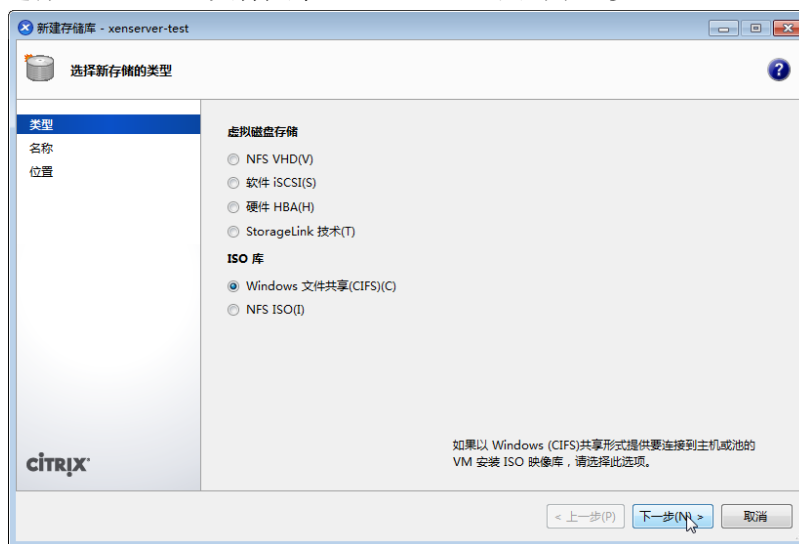 新建存储库 - xenserver-test
选择新存储的类型
类型
名称
位置
虚拟磁盘存储
NFS VHD(V)
软件 iSCSI(S)
硬件 HBA(H)
StorageLink 技术(T)
ISO 库
Windows 文件共享(CIFS)(C)
NFS ISO(I)
如果以 Windows (CIFS)共享形式提供要连接到主机或池的
VM 安装 ISO 映像库，请选择此选项。
CITRIX
< 上一步(P)
下一步(N) >
取消